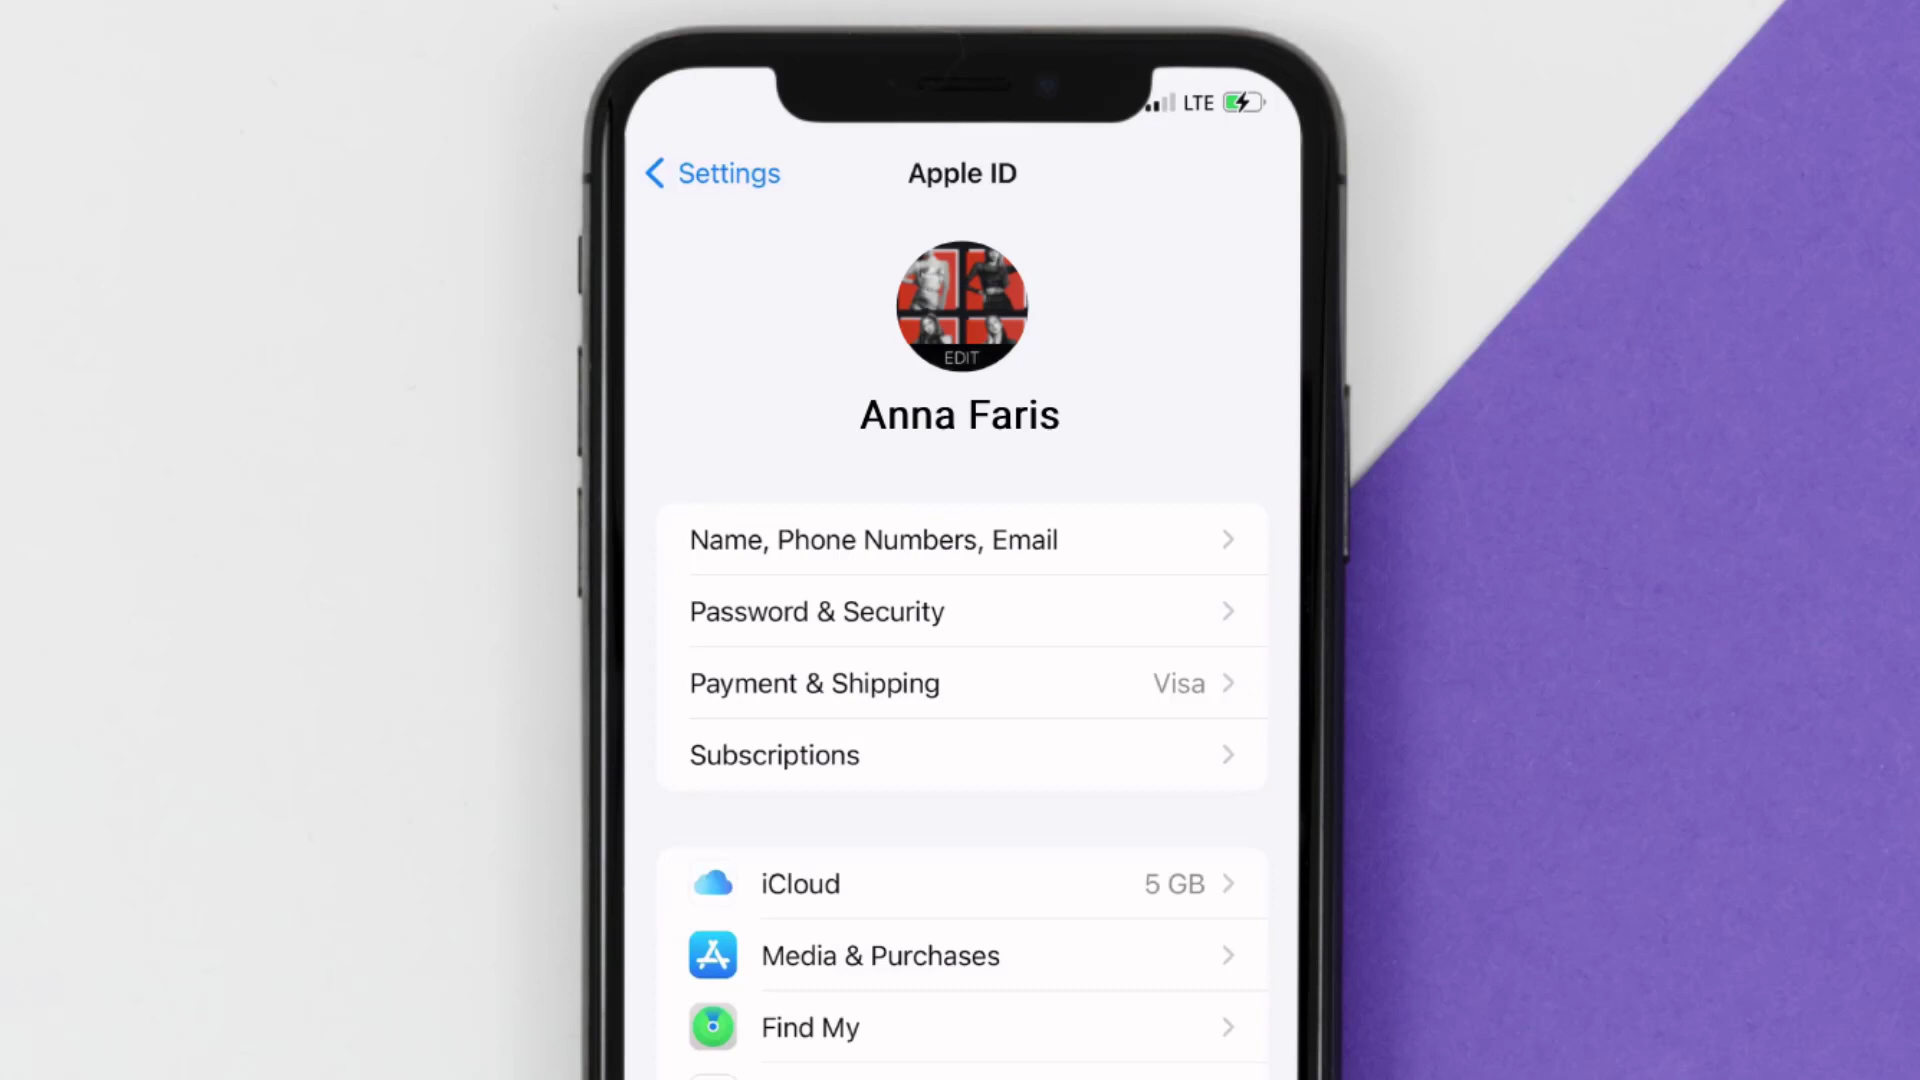 LTE
Settings
Apple ID
EDIT
Anna Faris
Name, Phone Numbers, Email
Password & Security
Payment & Shipping Visa
Subscriptions
iCloud 5 GB
Media & Purchases
Find My